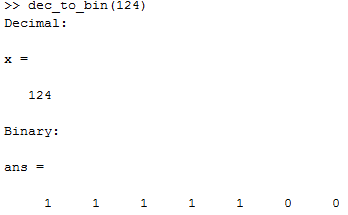 >> dec_to_bin(124)
Decimal:
x =
124
Binary:
ans =
1 1 1 1 1 0 0